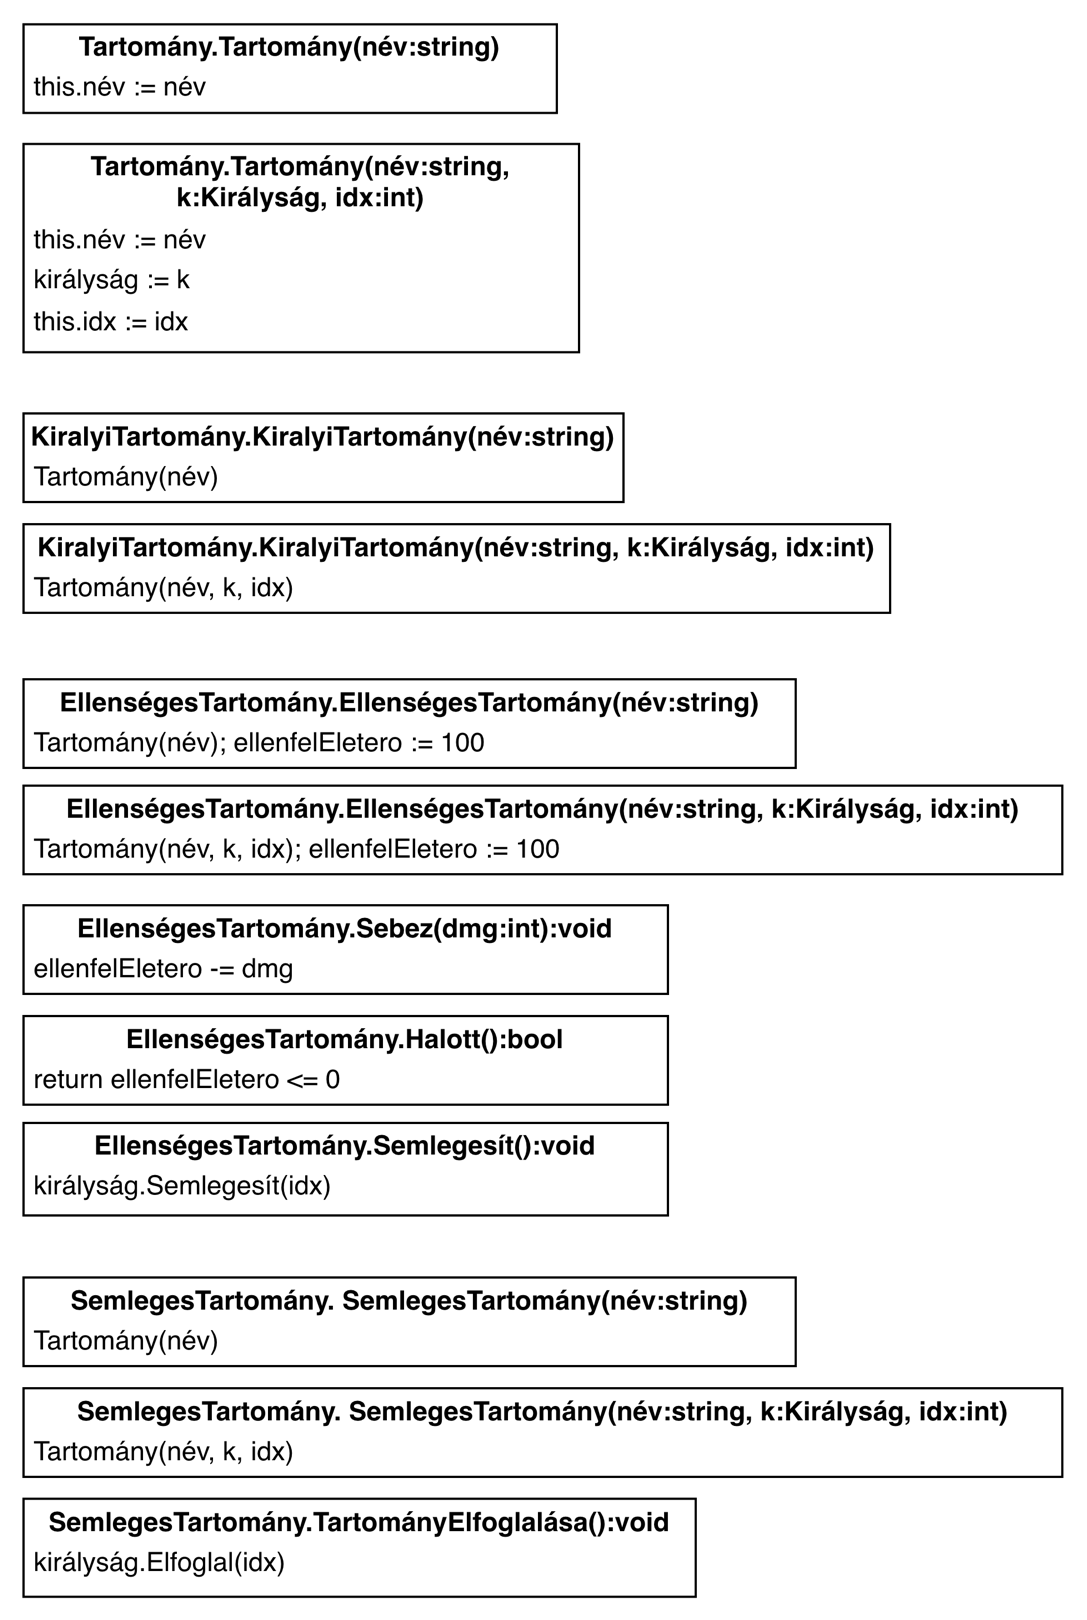 Tartomány.Tartomány(név:string)
this.név := név
Tartomány.Tartomány(név:string,
k:Királyság, idx:int)
this.név := név
királyság := k
this.idx := idx
KiralyiTartomány.KiralyiTartomány(név:string)
Tartomány(név)
KiralyiTartomány.KiralyiTartomány(név:string, k:Királyság, idx:int)
Tartomány(név, k, idx)
EllenségesTartomány.EllenségesTartomány(név:string)
Tartomány(név); ellenfelEletero := 100
EllenségesTartomány.EllenségesTartomány(név:string, k:Királyság, idx:int)
Tartomány(név, k, idx); ellenfelEletero := 100
EllenségesTartomány.Sebez(dmg:int):void
ellenfelEletero -= dmg
EllenségesTartomány.Halott():bool
return ellenfelEletero <= 0
EllenségesTartomány.Semlegesít():void
királyság.Semlegesít(idx)
SemlegesTartomány. SemlegesTartomány(név:string)
Tartomány(név)
SemlegesTartomány. SemlegesTartomány(név:string, k:Királyság, idx:int)
Tartomány(név, k, idx)
SemlegesTartomány.TartományElfoglalása():void
királyság.Elfoglal(idx)